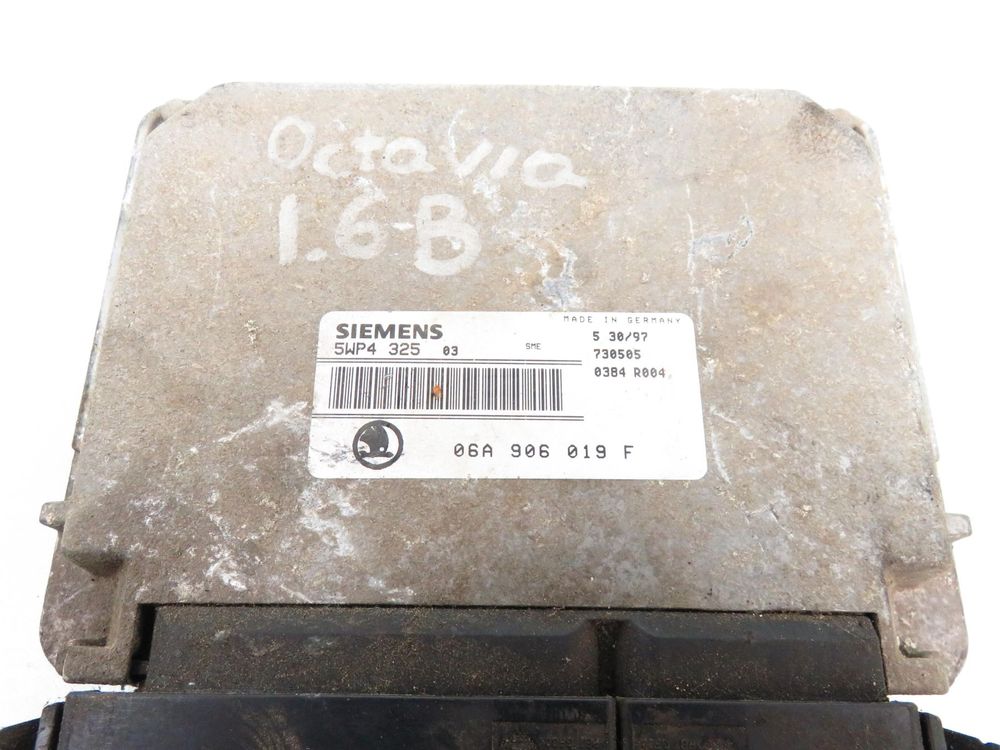 Octavia
1.6-B
MADE IN GERMANY
SIEMENS 5 30/97
5WP4 325 03 SME 730505
03B4 R004
06A 906 019 F